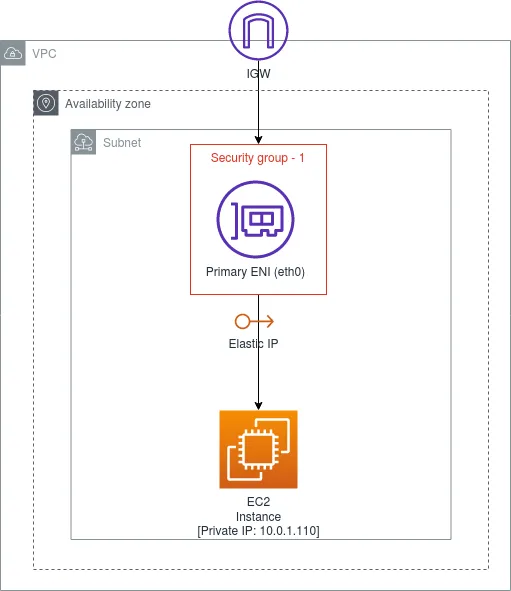 IGW
VPC
Availability zone
Subnet
Security group - 1
Primary ENI (eth0)
Elastic IP
EC2
Instance
[Private IP: 10.0.1.110]